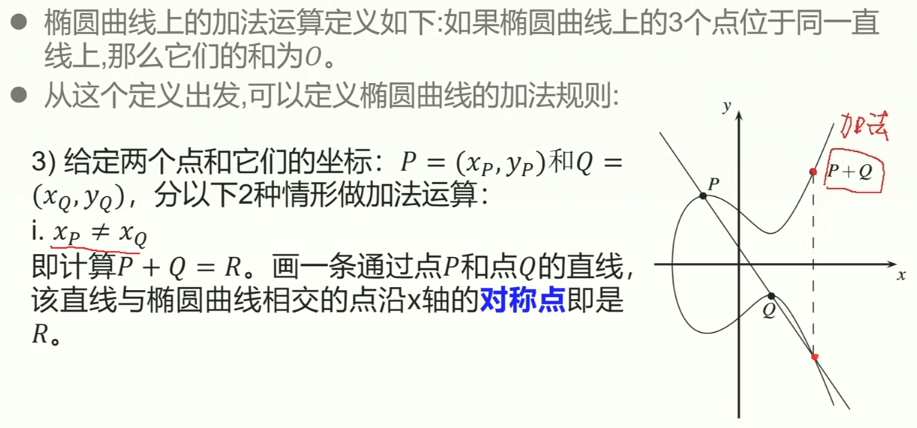 ● 椭圆曲线上的加法运算定义如下:如果椭圆曲线上的3个点位于同一直
线上,那么它们的和为O。
● 从这个定义出发,可以定义椭圆曲线的加法规则:
3) 给定两个点和它们的坐标：P = (x_P, y_P)和Q =
(x_Q, y_Q)，分以下2种情形做加法运算：
i. x_P ≠ x_Q
即计算P + Q = R。画一条通过点P和点Q的直线，
该直线与椭圆曲线相交的点沿x轴的对称点即是
R。
y
加法
P
P + Q
x
Q